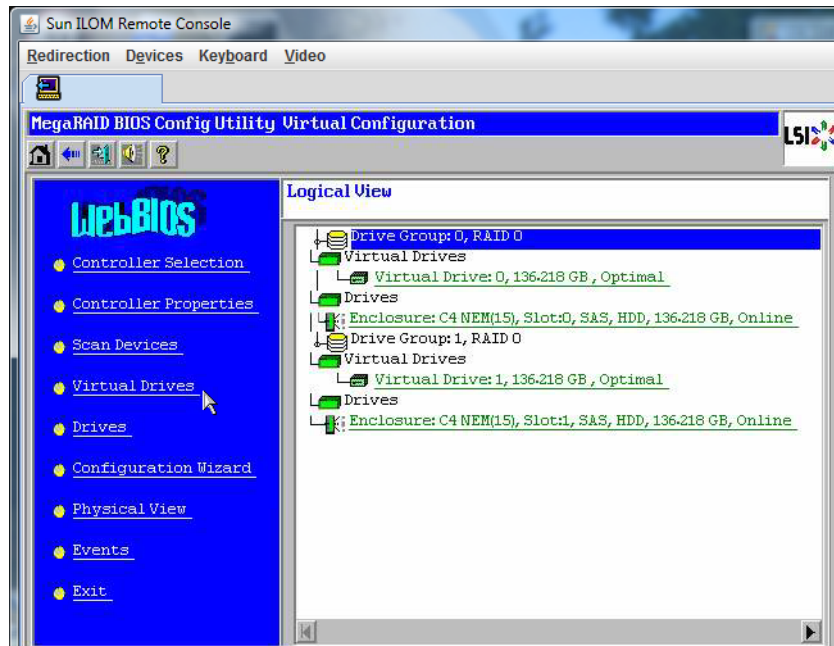 Sun ILOM Remote Console
Redirection Devices Keyboard Video
MegaRAID BIOS Config Utility Virtual Configuration
LSI
WebBIOS
Controller Selection
Controller Properties
Scan Devices
Virtual Drives
Drives
Configuration Wizard
Physical View
Events
Exit
Logical View
Drive Group: 0, RAID 0
Virtual Drives
Virtual Drive: 0, 136.218 GB , Optimal
Drives
Enclosure: C4 NEM(15), Slot:0, SAS, HDD, 136.218 GB, Online
Drive Group: 1, RAID 0
Virtual Drives
Virtual Drive: 1, 136.218 GB , Optimal
Drives
Enclosure: C4 NEM(15), Slot:1, SAS, HDD, 136.218 GB, Online